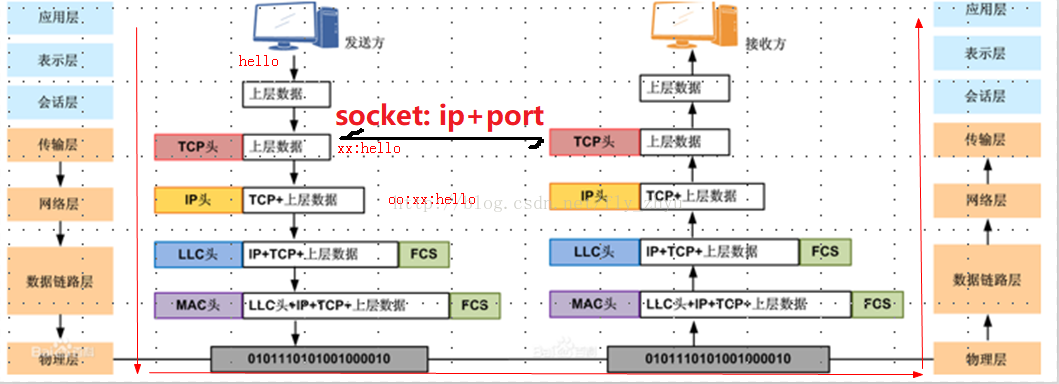 应用层
表示层
会话层
传输层
网络层
数据链路层
物理层
发送方
hello
上层数据
TCP头 上层数据
xx:hello
IP头 TCP+上层数据
oo:xx:hello
LLC头 IP+TCP+上层数据 FCS
MAC头 LLC头+IP+TCP+上层数据 FCS
0101110101001000010
socket: ip+port
接收方
上层数据
TCP头 上层数据
IP头 TCP+上层数据
LLC头 IP+TCP+上层数据 FCS
MAC头 LLC头+IP+TCP+上层数据 FCS
0101110101001000010
应用层
表示层
会话层
传输层
网络层
数据链路层
物理层